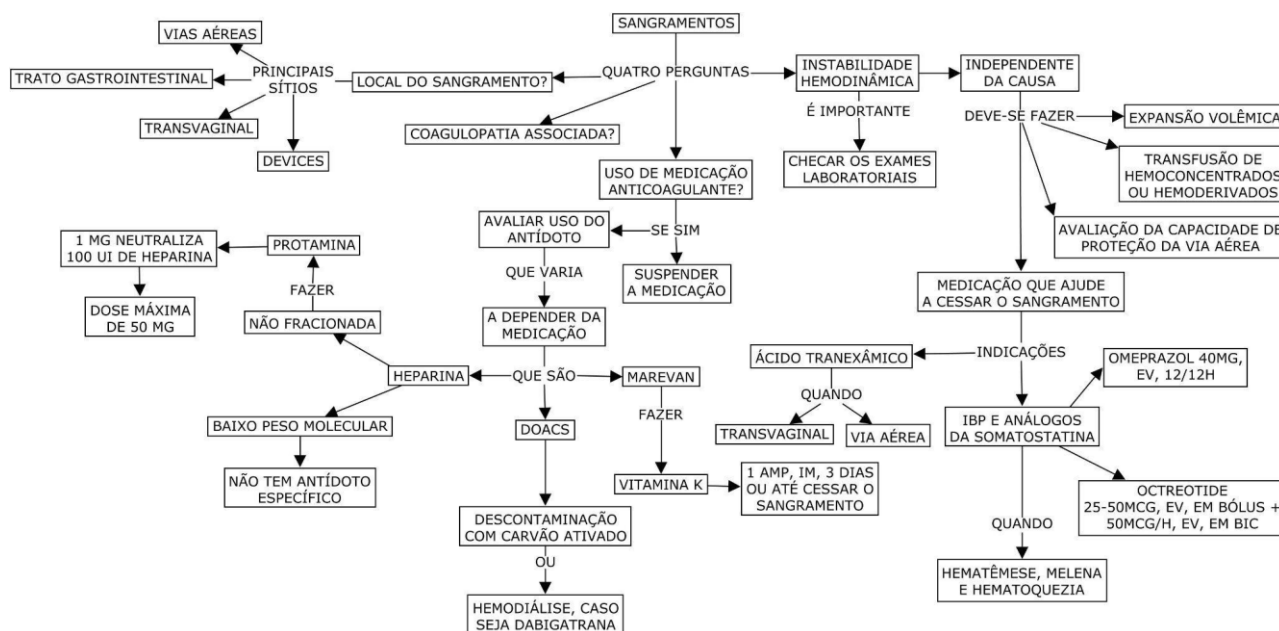 SANGRAMENTOS
QUATRO PERGUNTAS
LOCAL DO SANGRAMENTO?
PRINCIPAIS
SÍTIOS
VIAS AÉREAS
TRATO GASTROINTESTINAL
TRANSVAGINAL
DEVICES
COAGULOPATIA ASSOCIADA?
USO DE MEDICAÇÃO
ANTICOAGULANTE?
SE SIM
SUSPENDER
A MEDICAÇÃO
AVALIAR USO DO
ANTÍDOTO
QUE VARIA
A DEPENDER DA
MEDICAÇÃO
QUE SÃO
HEPARINA
NÃO FRACIONADA
FAZER
PROTAMINA
1 MG NEUTRALIZA
100 UI DE HEPARINA
DOSE MÁXIMA
DE 50 MG
BAIXO PESO MOLECULAR
NÃO TEM ANTÍDOTO
ESPECÍFICO
DOACS
DESCONTAMINAÇÃO
COM CARVÃO ATIVADO
OU
HEMODIÁLISE, CASO
SEJA DABIGATRANA
MAREVAN
FAZER
VITAMINA K
1 AMP, IM, 3 DIAS
OU ATÉ CESSAR O
SANGRAMENTO
INSTABILIDADE
HEMODINÂMICA
É IMPORTANTE
CHECAR OS EXAMES
LABORATORIAIS
INDEPENDENTE
DA CAUSA
DEVE-SE FAZER
EXPANSÃO VOLÊMICA
TRANSFUSÃO DE
HEMOCONCENTRADOS
OU HEMODERIVADOS
AVALIAÇÃO DA CAPACIDADE DE
PROTEÇÃO DA VIA AÉREA
MEDICAÇÃO QUE AJUDE
A CESSAR O SANGRAMENTO
INDICAÇÕES
ÁCIDO TRANEXÂMICO
QUANDO
TRANSVAGINAL
VIA AÉREA
IBP E ANÁLOGOS
DA SOMATOSTATINA
OMEPRAZOL 40MG,
EV, 12/12H
OCTREOTIDE
25-50MCG, EV, EM BÓLUS +
50MCG/H, EV, EM BIC
QUANDO
HEMATÊMESE, MELENA
E HEMATOQUEZIA